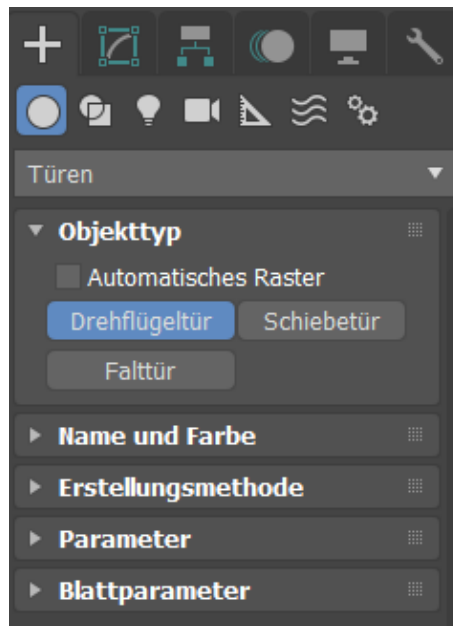 Türen
Objekttyp
Automatisches Raster
Drehflügeltür Schiebetür
Falttür
Name und Farbe
Erstellungsmethode
Parameter
Blattparameter